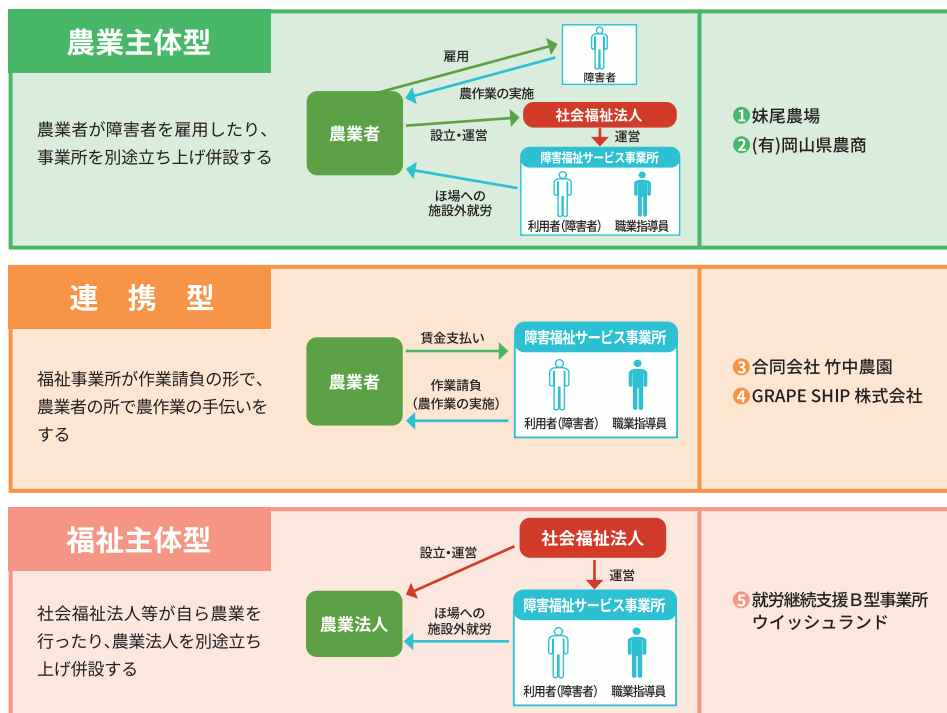 農業主体型
農業者が障害者を雇用したり、
事業所を別途立ち上げ併設する
農業者
雇用
農作業の実施
障害者
設立・運営
社会福祉法人
運営
障害福祉サービス事業所
利用者(障害者) 職業指導員
ほ場への
施設外就労
❶妹尾農場
❷(有)岡山県農商
連 携 型
福祉事業所が作業請負の形で、
農業者の所で農作業の手伝いを
する
農業者
賃金支払い
作業請負
(農作業の実施)
障害福祉サービス事業所
利用者(障害者) 職業指導員
❸合同会社 竹中農園
❹GRAPE SHIP 株式会社
福祉主体型
社会福祉法人等が自ら農業を
行ったり、農業法人を別途立ち
上げ併設する
社会福祉法人
設立・運営
運営
農業法人
ほ場への
施設外就労
障害福祉サービス事業所
利用者(障害者) 職業指導員
❺就労継続支援B型事業所
ウイッシュランド